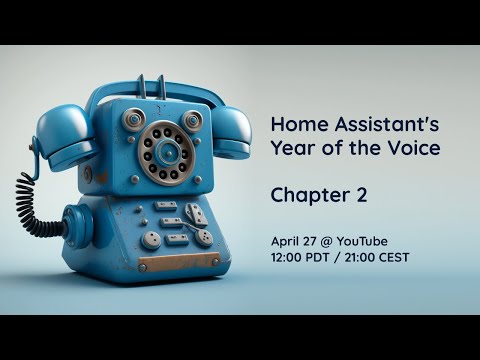 Home Assistant's
Year of the Voice
Chapter 2
April 27 @ YouTube
12:00 PDT / 21:00 CEST